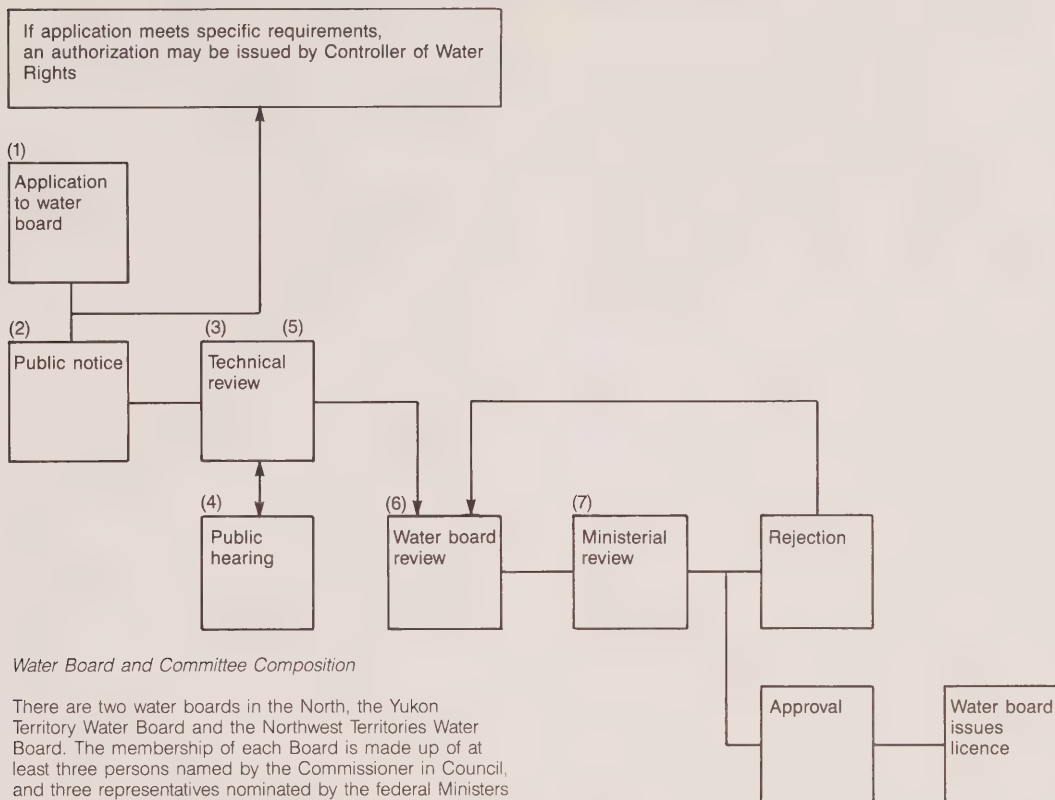 If application meets specific requirements,
an authorization may be issued by Controller of Water
Rights
(1)
Application
to water
board
(2)
Public notice
(3)
(5)
Technical
review
(4)
Public
hearing
(6)
Water board
review
(7)
Ministerial
review
Rejection
Approval
Water board
issues
licence
Water Board and Committee Composition
There are two water boards in the North, the Yukon
Territory Water Board and the Northwest Territories Water
Board. The membership of each Board is made up of at
least three persons named by the Commissioner in Council,
and three representatives nominated by the federal Ministers